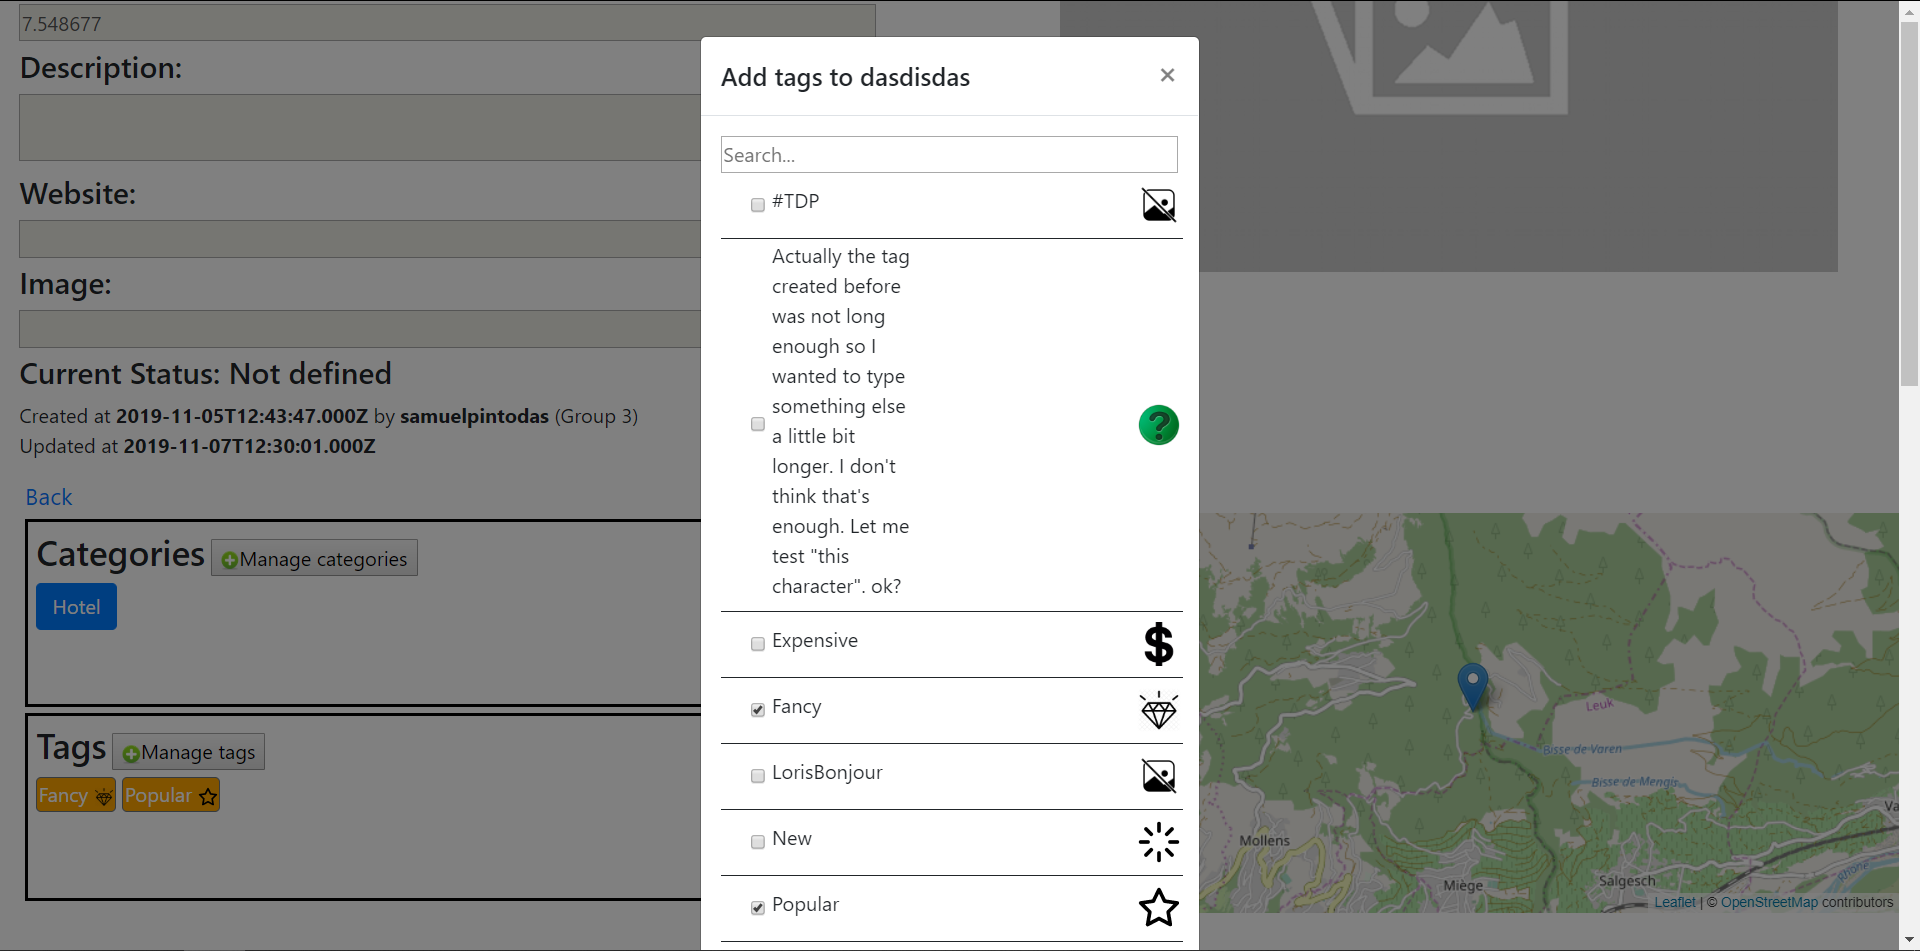 7.548677
Description:
Website:
Image:
Current Status: Not defined
Created at 2019-11-05T12:43:47.000Z by samuelpintodas (Group 3)
Updated at 2019-11-07T12:30:01.000Z
Back
Categories
Manage categories
Hotel
Tags
Manage tags
Fancy
Popular
Add tags to dasdisdas
×
Search...
#TDP
Actually the tag
created before
was not long
enough so I
wanted to type
something else
a little bit
longer. I don't
think that's
enough. Let me
test "this
character". ok?
?
Expensive
$
Fancy
LorisBonjour
New
Popular
Leuk
Bisse de Varen
Bisse de Mengis
Mollens
Miège
Salgesch
Va
Rhône
Leaflet | © OpenStreetMap contributors